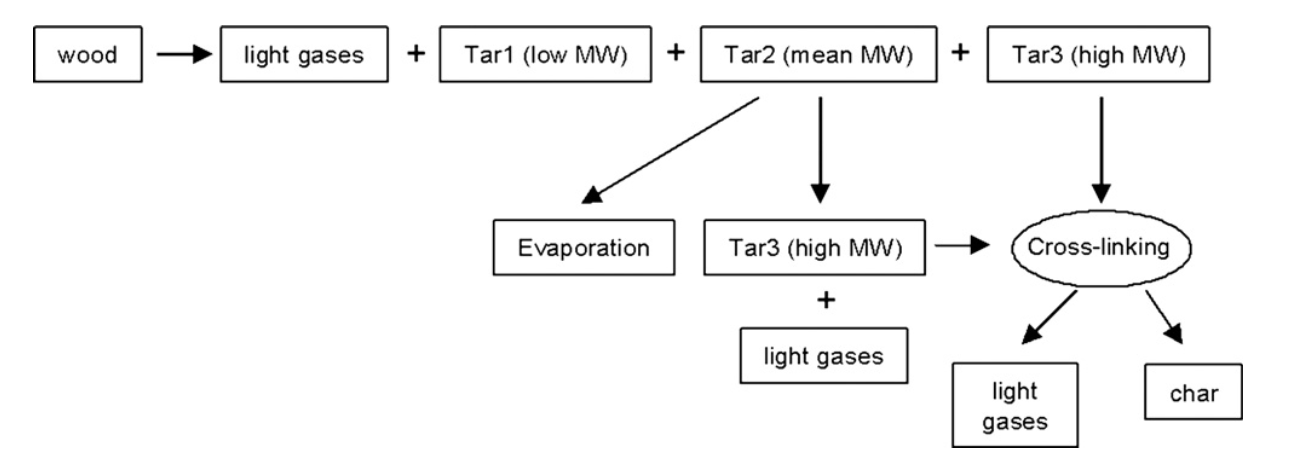 wood
light gases
+
Tar1 (low MW)
+
Tar2 (mean MW)
+
Tar3 (high MW)
Evaporation
Tar3 (high MW)
Cross-linking
+
light gases
light
gases
char